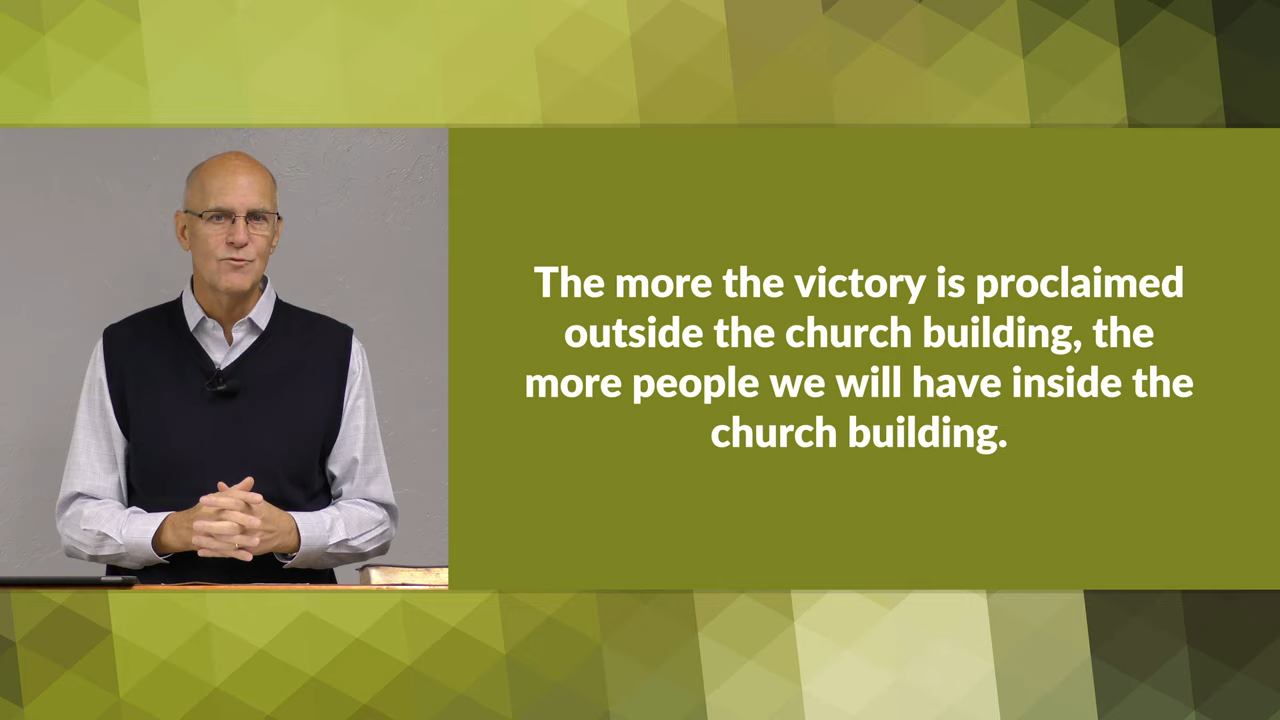 The more the victory is proclaimed
outside the church building, the
more people we will have inside the
church building.